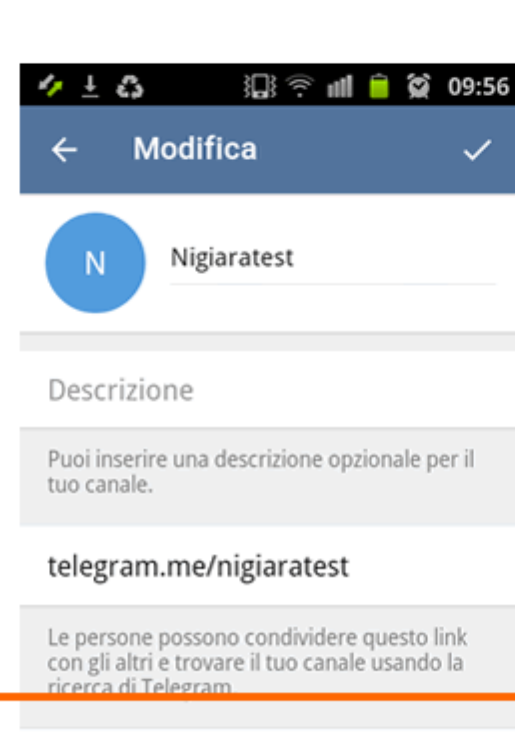 09:56
Modifica
N
Nigiaratest
Descrizione
Puoi inserire una descrizione opzionale per il
tuo canale.
telegram.me/nigiaratest
Le persone possono condividere questo link
con gli altri e trovare il tuo canale usando la
ricerca di Telegram